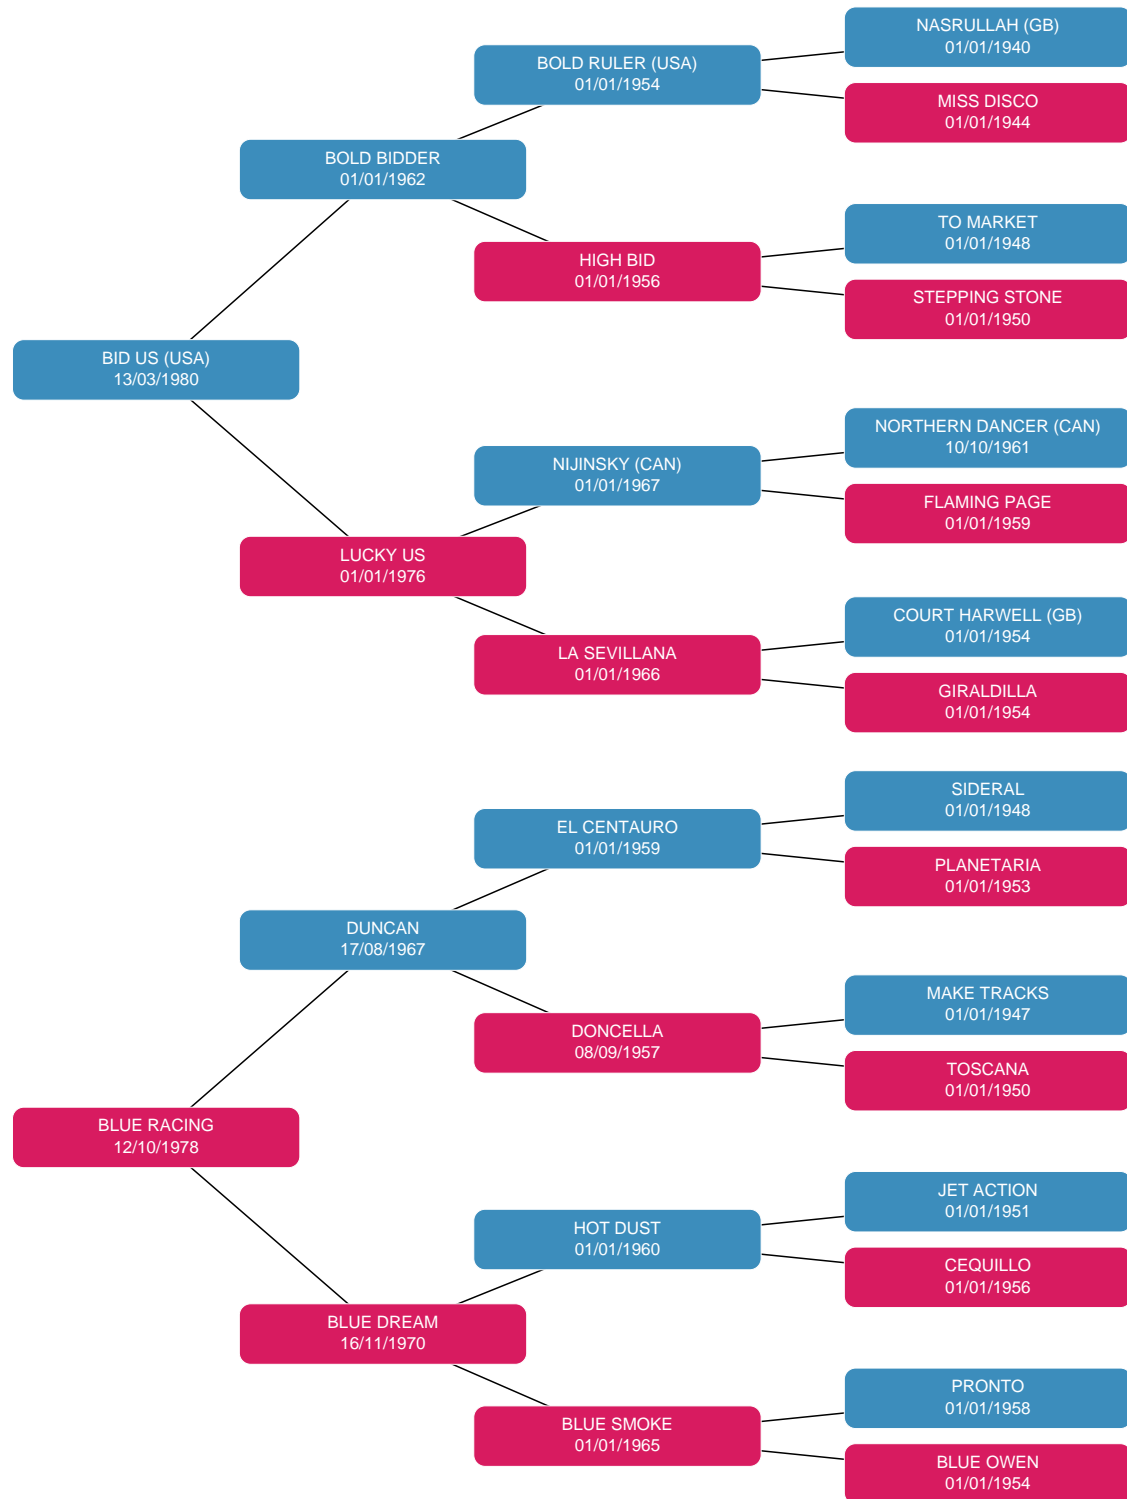 NASRULLAH (GB)
01/01/1940
BOLD RULER (USA)
01/01/1954
MISS DISCO
01/01/1944
BOLD BIDDER
01/01/1962
TO MARKET
01/01/1948
HIGH BID
01/01/1956
STEPPING STONE
01/01/1950
BID US (USA)
13/03/1980
NORTHERN DANCER (CAN)
10/10/1961
NIJINSKY (CAN)
01/01/1967
FLAMING PAGE
01/01/1959
LUCKY US
01/01/1976
COURT HARWELL (GB)
01/01/1954
LA SEVILLANA
01/01/1966
GIRALDILLA
01/01/1954
SIDERAL
01/01/1948
EL CENTAURO
01/01/1959
PLANETARIA
01/01/1953
DUNCAN
17/08/1967
MAKE TRACKS
01/01/1947
DONCELLA
08/09/1957
TOSCANA
01/01/1950
BLUE RACING
12/10/1978
JET ACTION
01/01/1951
HOT DUST
01/01/1960
CEQUILLO
01/01/1956
BLUE DREAM
16/11/1970
PRONTO
01/01/1958
BLUE SMOKE
01/01/1965
BLUE OWEN
01/01/1954